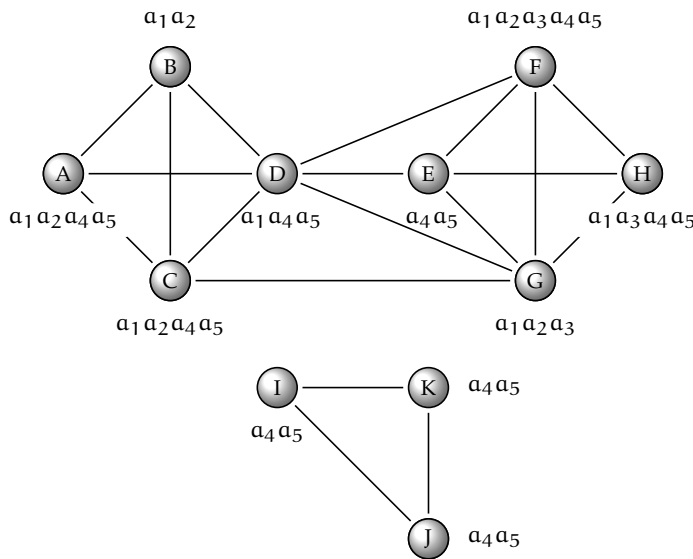 a₁a₂ a₁a₂a₃a₄a₅
B F
A D E H
a₁a₂a₄a₅ a₁a₄a₅ a₄a₅ a₁a₃a₄a₅
C G
a₁a₂a₄a₅ a₁a₂a₃
I K a₄a₅
a₄a₅
J a₄a₅